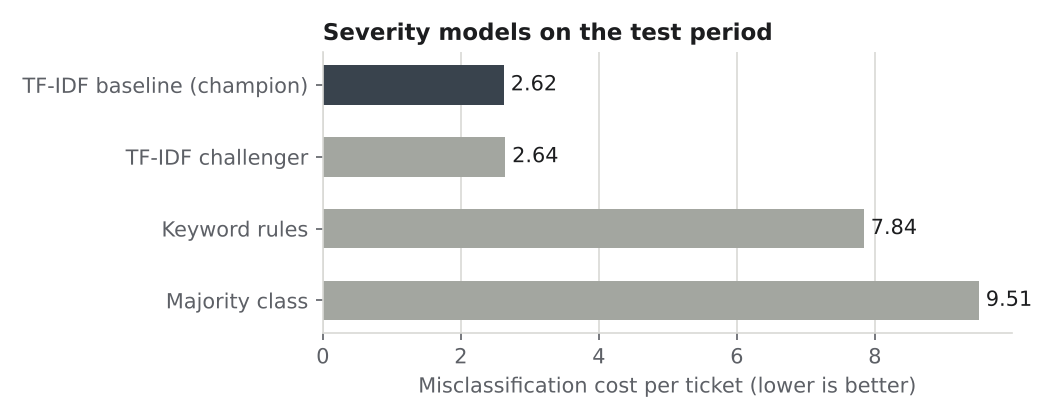 Severity models on the test period
TF-IDF baseline (champion)
2.62
TF-IDF challenger
2.64
Keyword rules
7.84
Majority class
9.51
0 2 4 6 8
Misclassification cost per ticket (lower is better)